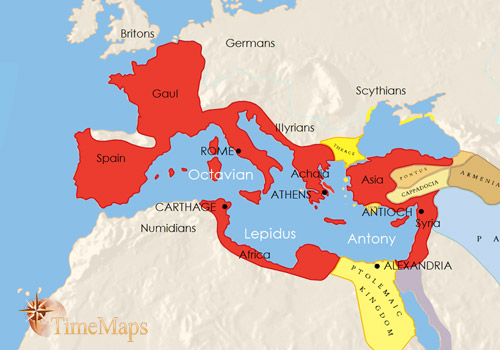 Britons
Germans
Scythians
Gaul
Illyrians
THRACE
Spain
ROME
Octavian
Achaia
Asia
PONTUS
CAPPADOCIA
ARMENIA
ATHENS
CARTHAGE
ANTIOCH
Syria
Numidians
Lepidus
Antony
PA
Africa
ALEXANDRIA
PTOLEMAIC
KINGDOM
TimeMaps